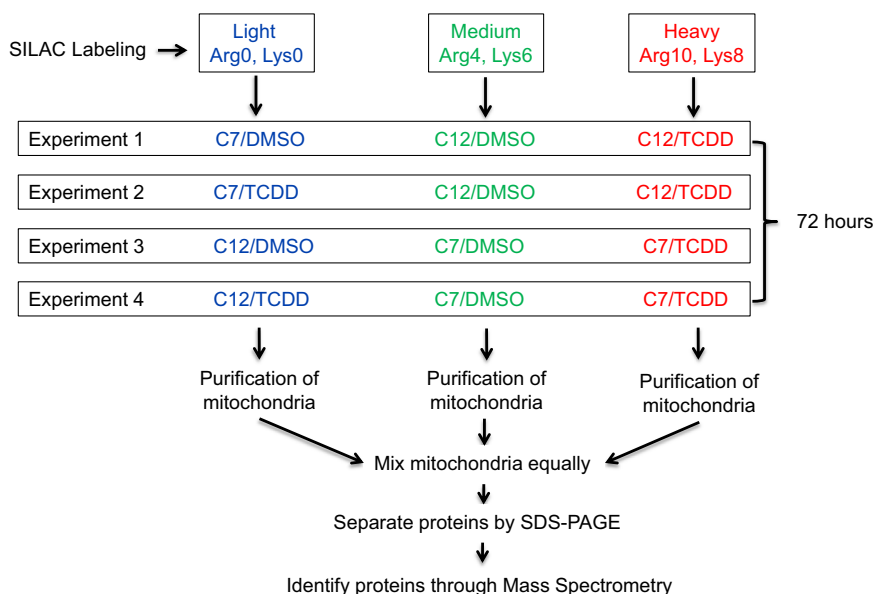 SILAC Labeling
Light
Arg0, Lys0
Medium
Arg4, Lys6
Heavy
Arg10, Lys8
Experiment 1 C7/DMSO C12/DMSO C12/TCDD
Experiment 2 C7/TCDD C12/DMSO C12/TCDD
72 hours
Experiment 3 C12/DMSO C7/DMSO C7/TCDD
Experiment 4 C12/TCDD C7/DMSO C7/TCDD
Purification of
mitochondria
Purification of
mitochondria
Purification of
mitochondria
Mix mitochondria equally
Separate proteins by SDS-PAGE
Identify proteins through Mass Spectrometry